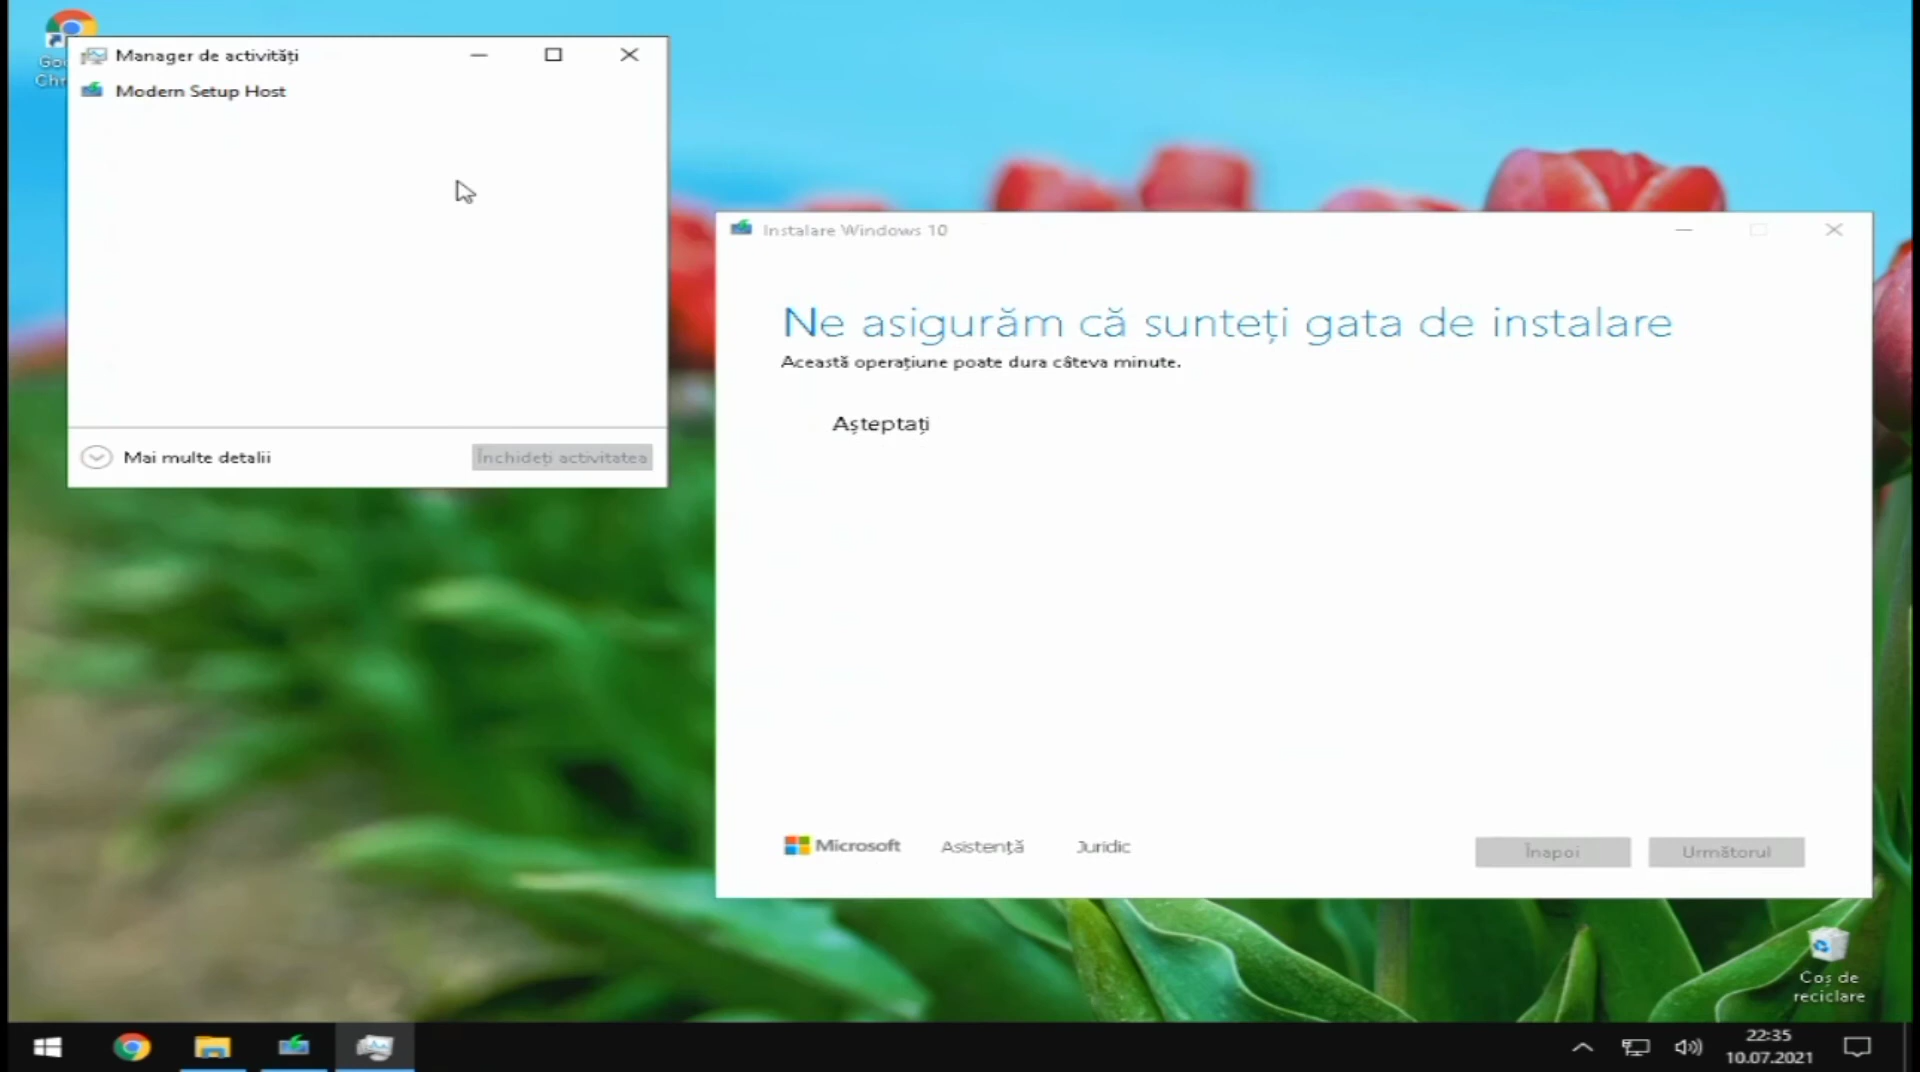 Manager de activități
Modern Setup Host
Mai multe detalii
Închideți activitatea
Instalare Windows 10
Ne asigurăm că sunteți gata de instalare
Această operațiune poate dura câteva minute.
Așteptați
Microsoft
Asistență
Juridic
Înapoi
Următorul
Coș de
reciclare
22:35
10.07.2021